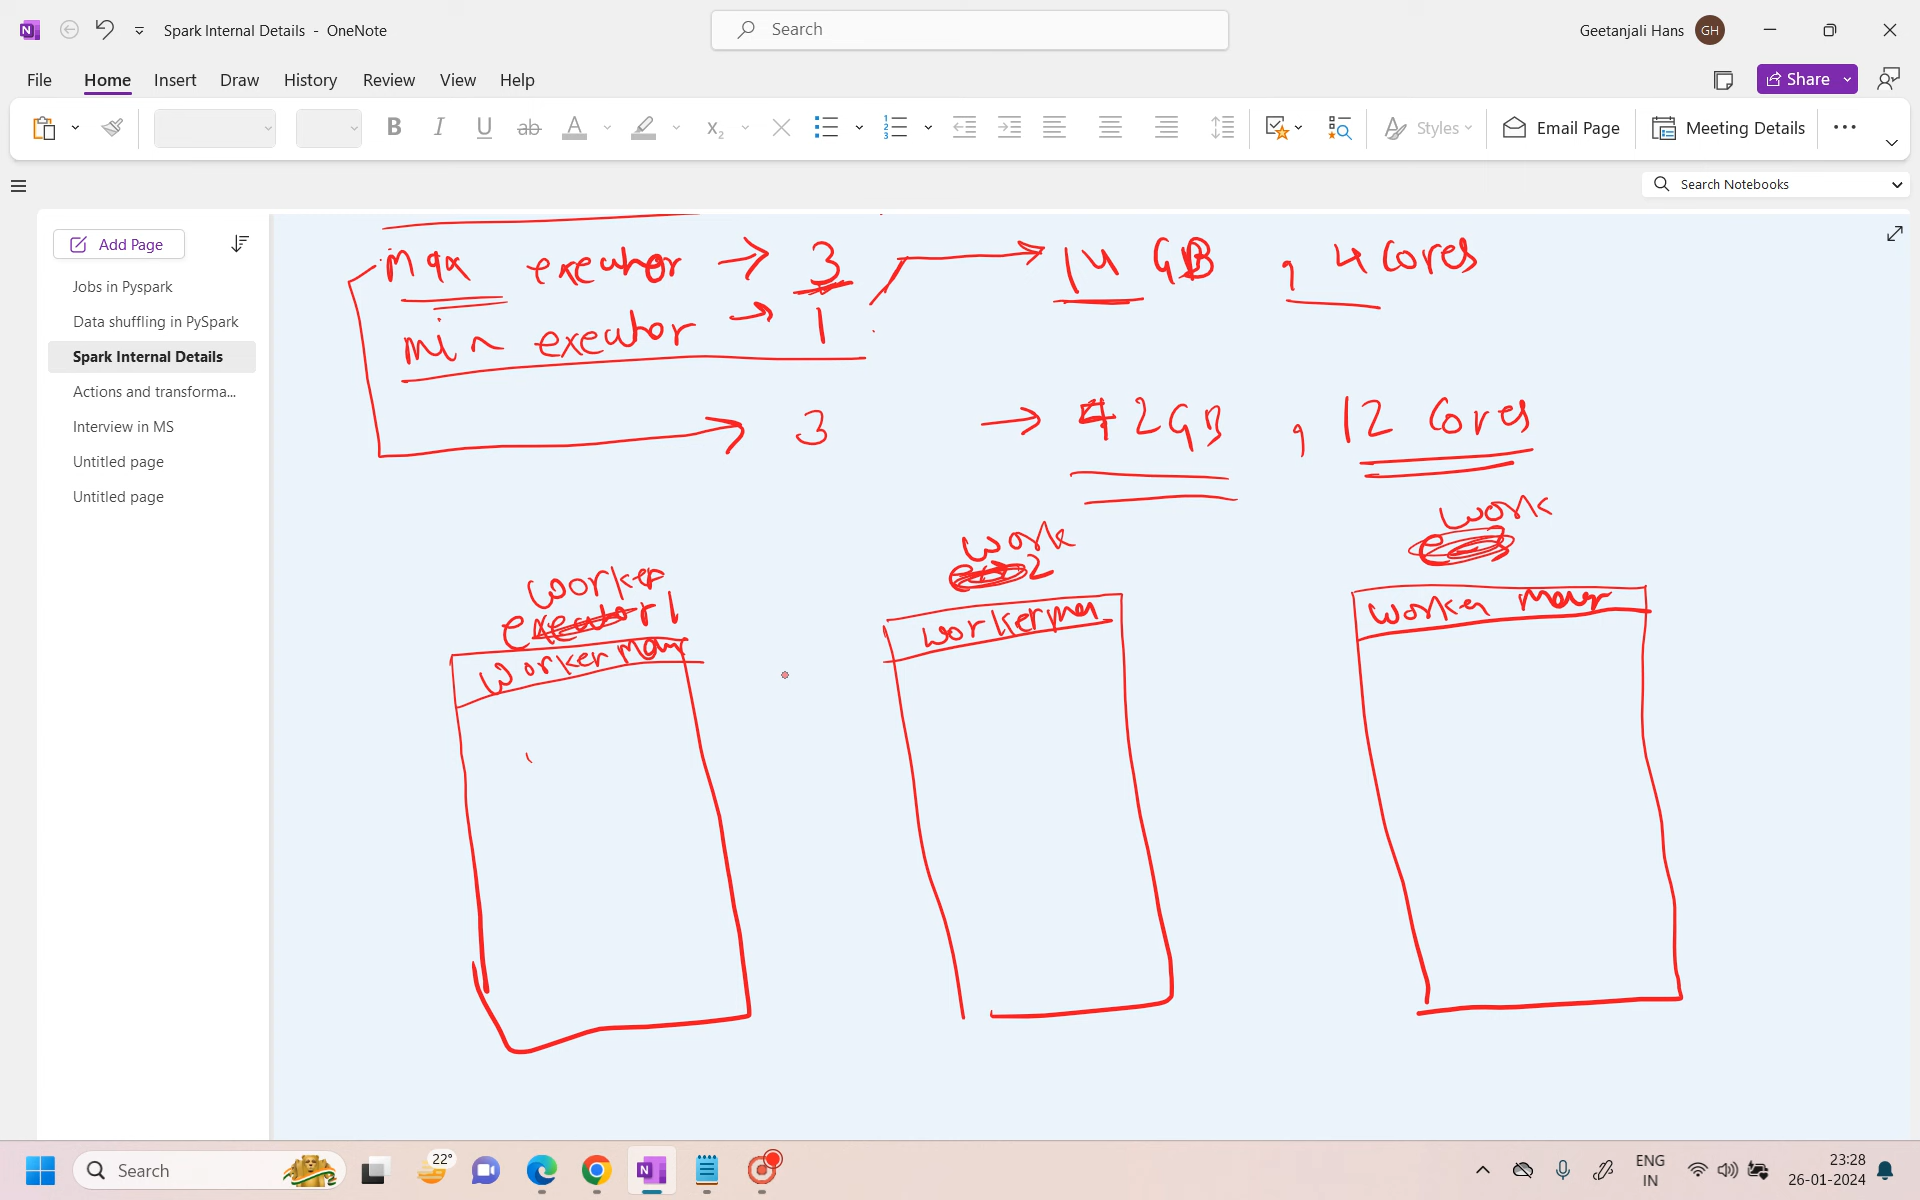 Spark Internal Details - OneNote
Search
Geetanjali Hans
GH
File Home Insert Draw History Review View Help
Share
Styles
Email Page
Meeting Details
Search Notebooks
Add Page
Jobs in Pyspark
Data shuffling in PySpark
Spark Internal Details
Actions and transforma...
Interview in MS
Untitled page
Untitled page
max executor → 3 → 14 GB , 4 Cores
min executor → 1
→ 3 → 42 GB , 12 Cores
worker
executor 1
work
2
work
worker
worker
worker
22°
Search
ENG
IN
23:28
26-01-2024